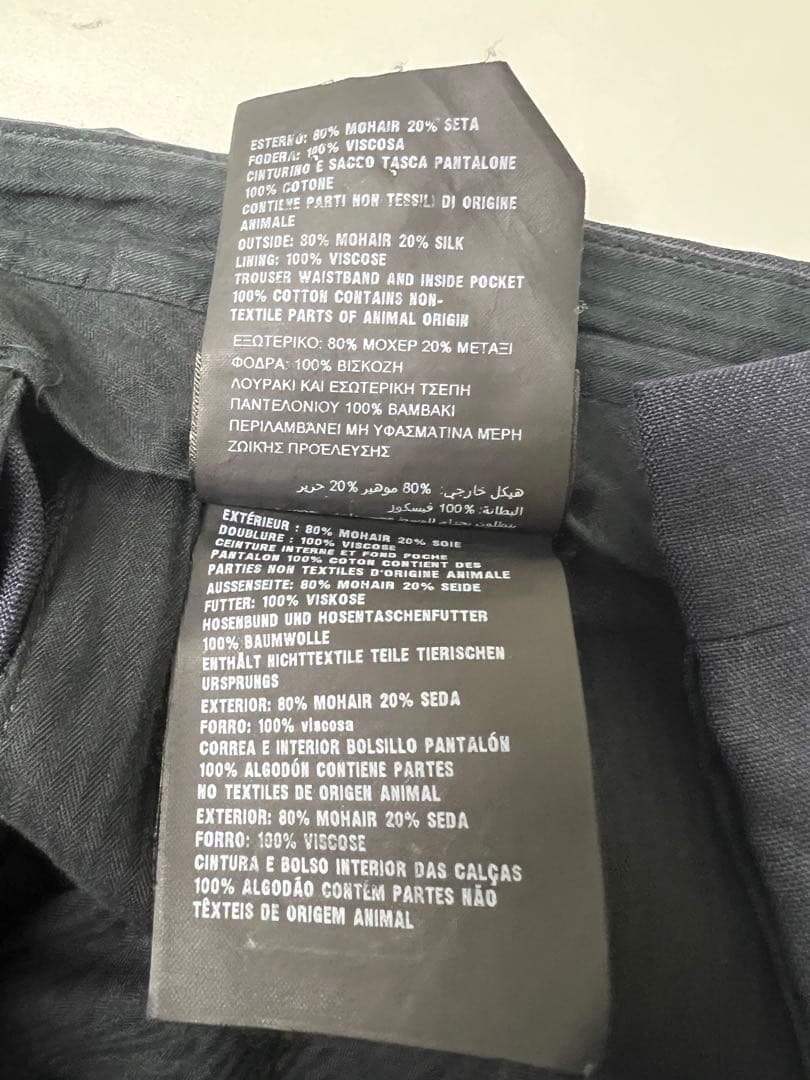 ESTERNO: 80% MOHAIR 20% SETA
FODERA: 100% VISCOSA
CINTURINO E SACCO TASCA PANTALONE
100% COTONE
CONTIENE PARTI NON TESSILI DI ORIGINE
ANIMALE
OUTSIDE: 80% MOHAIR 20% SILK
LINING: 100% VISCOSE
TROUSER WAISTBAND AND INSIDE POCKET
100% COTTON CONTAINS NON-
TEXTILE PARTS OF ANIMAL ORIGIN
ΕΞΩΤΕΡΙΚΟ: 80% ΜΟΧΕΡ 20% ΜΕΤΑΞΙ
ΦΟΔΡΑ: 100% ΒΙΣΚΟΖΗ
ΛΟΥΡΑΚΙ ΚΑΙ ΕΣΩΤΕΡΙΚΗ ΤΣΕΠΗ
ΠΑΝΤΕΛΟΝΙΟΥ 100% ΒΑΜΒΑΚΙ
ΠΕΡΙΛΑΜΒΆΝΕΙ ΜΗ ΥΦΑΣΜΆΤΙΝΑ ΜΈΡΗ
ΖΩΙΚΉΣ ΠΡΟΈΛΕΥΣΗΣ
هيكل خارجي: 80% موهير 20% حرير
البطانة: 100% فيسكوز
EXTÉRIEUR : 80% MOHAIR 20% SOIE
DOUBLURE : 100% VISCOSE
CEINTURE INTERNE ET FOND POCHE
PANTALON 100% COTON CONTIENT DES
PARTIES NON TEXTILES D'ORIGINE ANIMALE
AUSSENSEITE: 80% MOHAIR 20% SEIDE
FUTTER: 100% VISKOSE
HOSENBUND UND HOSENTASCHENFUTTER
100% BAUMWOLLE
ENTHÄLT NICHTTEXTILE TEILE TIERISCHEN
URSPRUNGS
EXTERIOR: 80% MOHAIR 20% SEDA
FORRO: 100% viscosa
CORREA E INTERIOR BOLSILLO PANTALÓN
100% ALGODÓN CONTIENE PARTES
NO TEXTILES DE ORIGEN ANIMAL
EXTERIOR: 80% MOHAIR 20% SEDA
FORRO: 100% VISCOSE
CINTURA E BOLSO INTERIOR DAS CALÇAS
100% ALGODÃO CONTÉM PARTES NÃO
TÊXTEIS DE ORIGEM ANIMAL